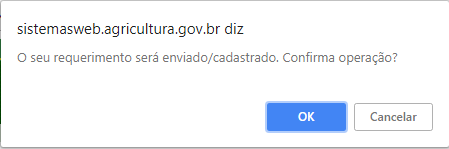 sistemasweb.agricultura.gov.br diz
O seu requerimento será enviado/cadastrado. Confirma operação?
OK Cancelar